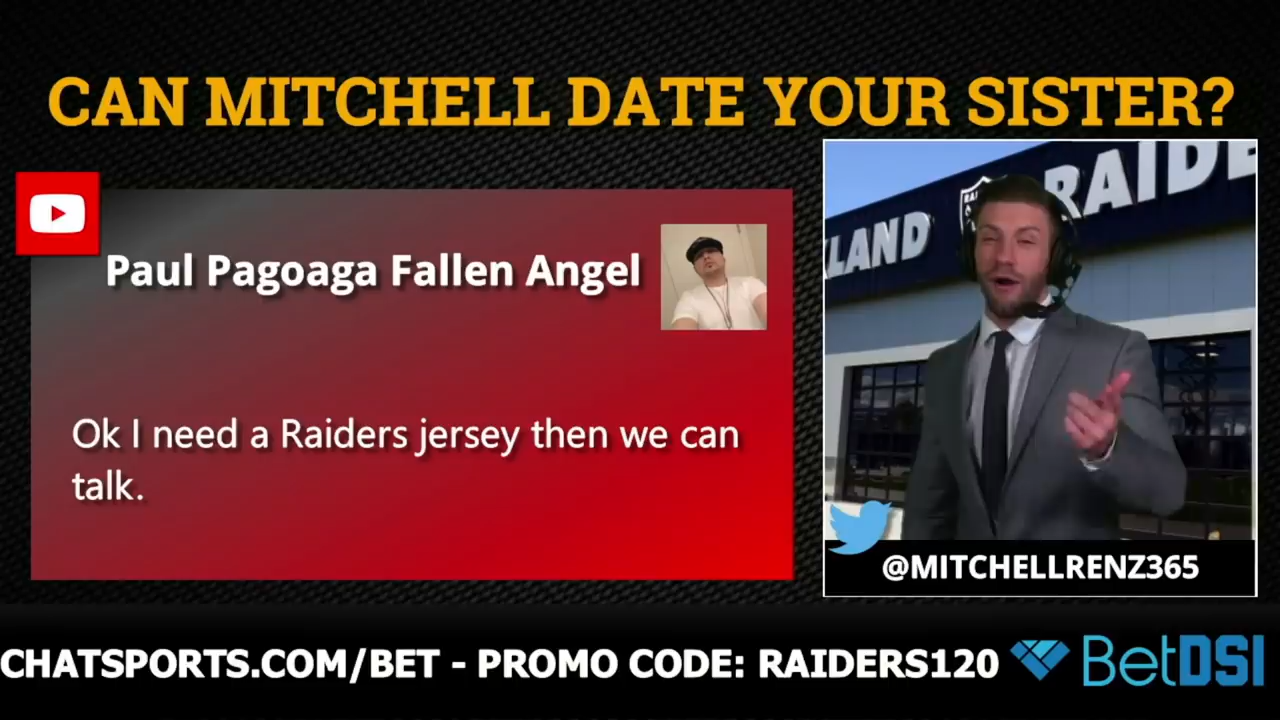 CAN MITCHELL DATE YOUR SISTER?
Paul Pagoaga Fallen Angel
Ok I need a Raiders jersey then we can
talk.
KLAND
RAIDE
@MITCHELLRENZ365
CHATSPORTS.COM/BET - PROMO CODE: RAIDERS120
BetDSI